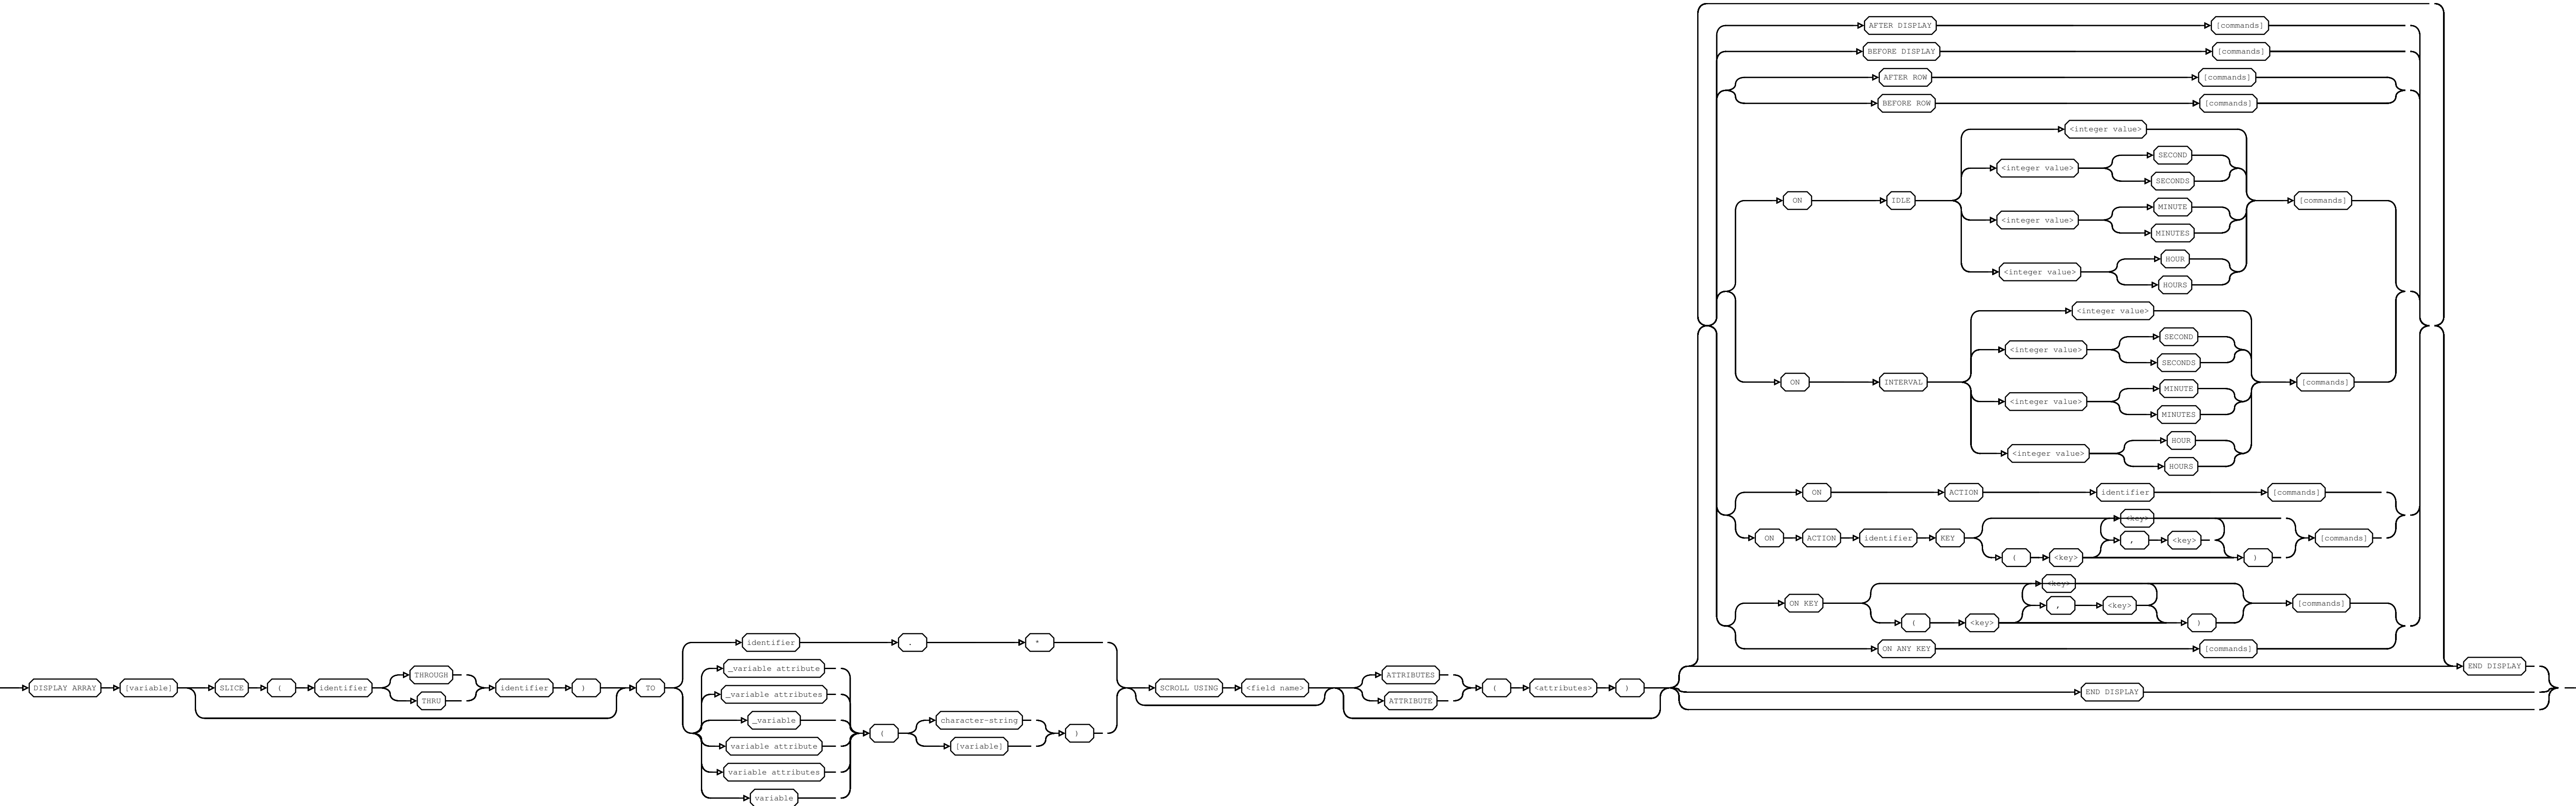 AFTER DISPLAY [commands]
BEFORE DISPLAY [commands]
AFTER ROW [commands]
BEFORE ROW [commands]
<integer value>
SECOND
<integer value>
SECONDS
ON IDLE [commands]
MINUTE
<integer value>
MINUTES
HOUR
<integer value>
HOURS
<integer value>
SECOND
<integer value>
SECONDS
ON INTERVAL [commands]
MINUTE
<integer value>
MINUTES
HOUR
<integer value>
HOURS
ON ACTION identifier [commands]
<key>
ON ACTION identifier KEY , <key> [commands]
( <key> )
<key>
ON KEY , <key> [commands]
( <key> )
identifier . *
ON ANY KEY [commands]
_variable attribute
THROUGH
ATTRIBUTES
END DISPLAY
DISPLAY ARRAY [variable] SLICE ( identifier identifier ) TO SCROLL USING <field name> ( <attributes> )
_variable attributes
END DISPLAY
THRU
ATTRIBUTE
_variable character-string
( )
variable attribute [variable]
variable attributes
variable